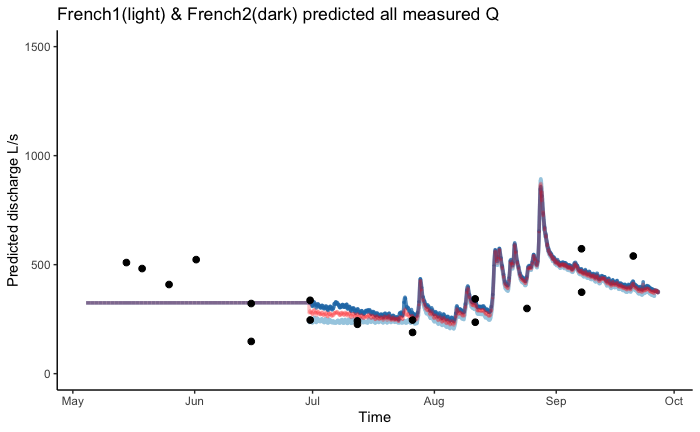 French1(light) & French2(dark) predicted all measured Q
1500
1000
500
0
Predicted discharge L/s
May Jun Jul Aug Sep Oct
Time